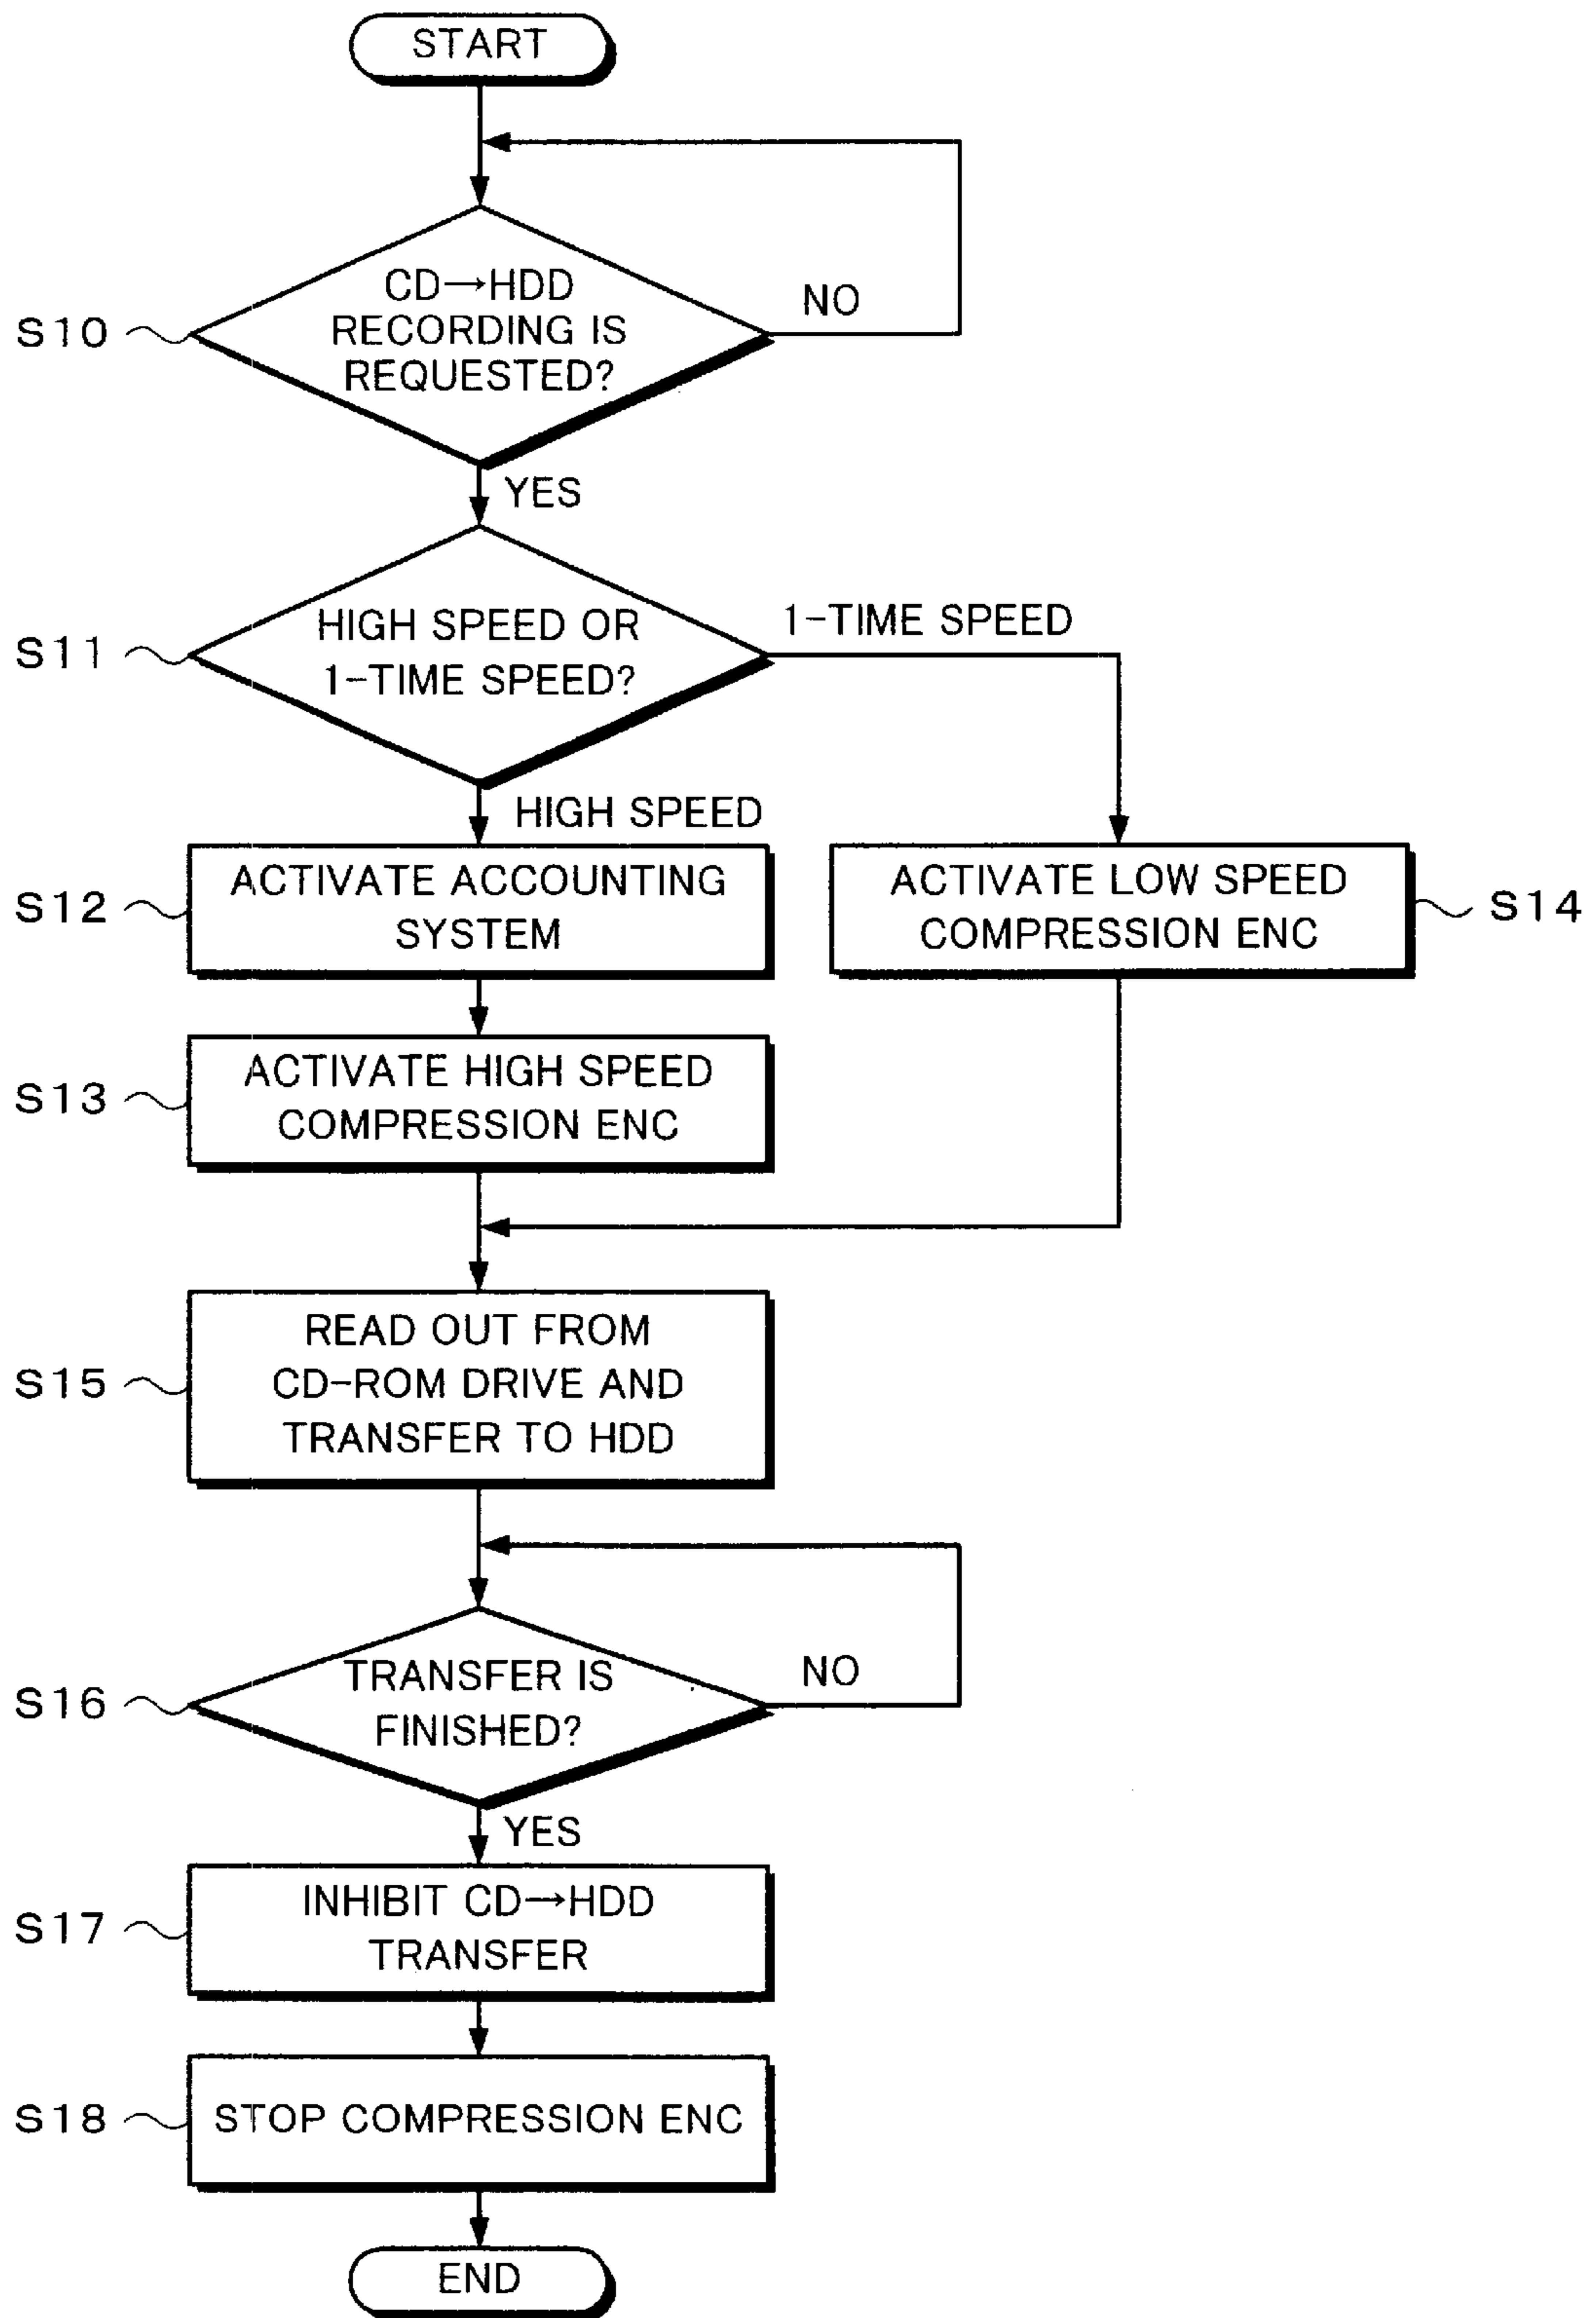 START
CD→HDD
RECORDING IS
REQUESTED?
NO
S10
YES
HIGH SPEED OR
1-TIME SPEED?
1-TIME SPEED
S11
HIGH SPEED
ACTIVATE ACCOUNTING
SYSTEM
S12
ACTIVATE LOW SPEED
COMPRESSION ENC
S14
ACTIVATE HIGH SPEED
COMPRESSION ENC
S13
READ OUT FROM
CD-ROM DRIVE AND
TRANSFER TO HDD
S15
TRANSFER IS
FINISHED?
NO
S16
YES
INHIBIT CD→HDD
TRANSFER
S17
STOP COMPRESSION ENC
S18
END